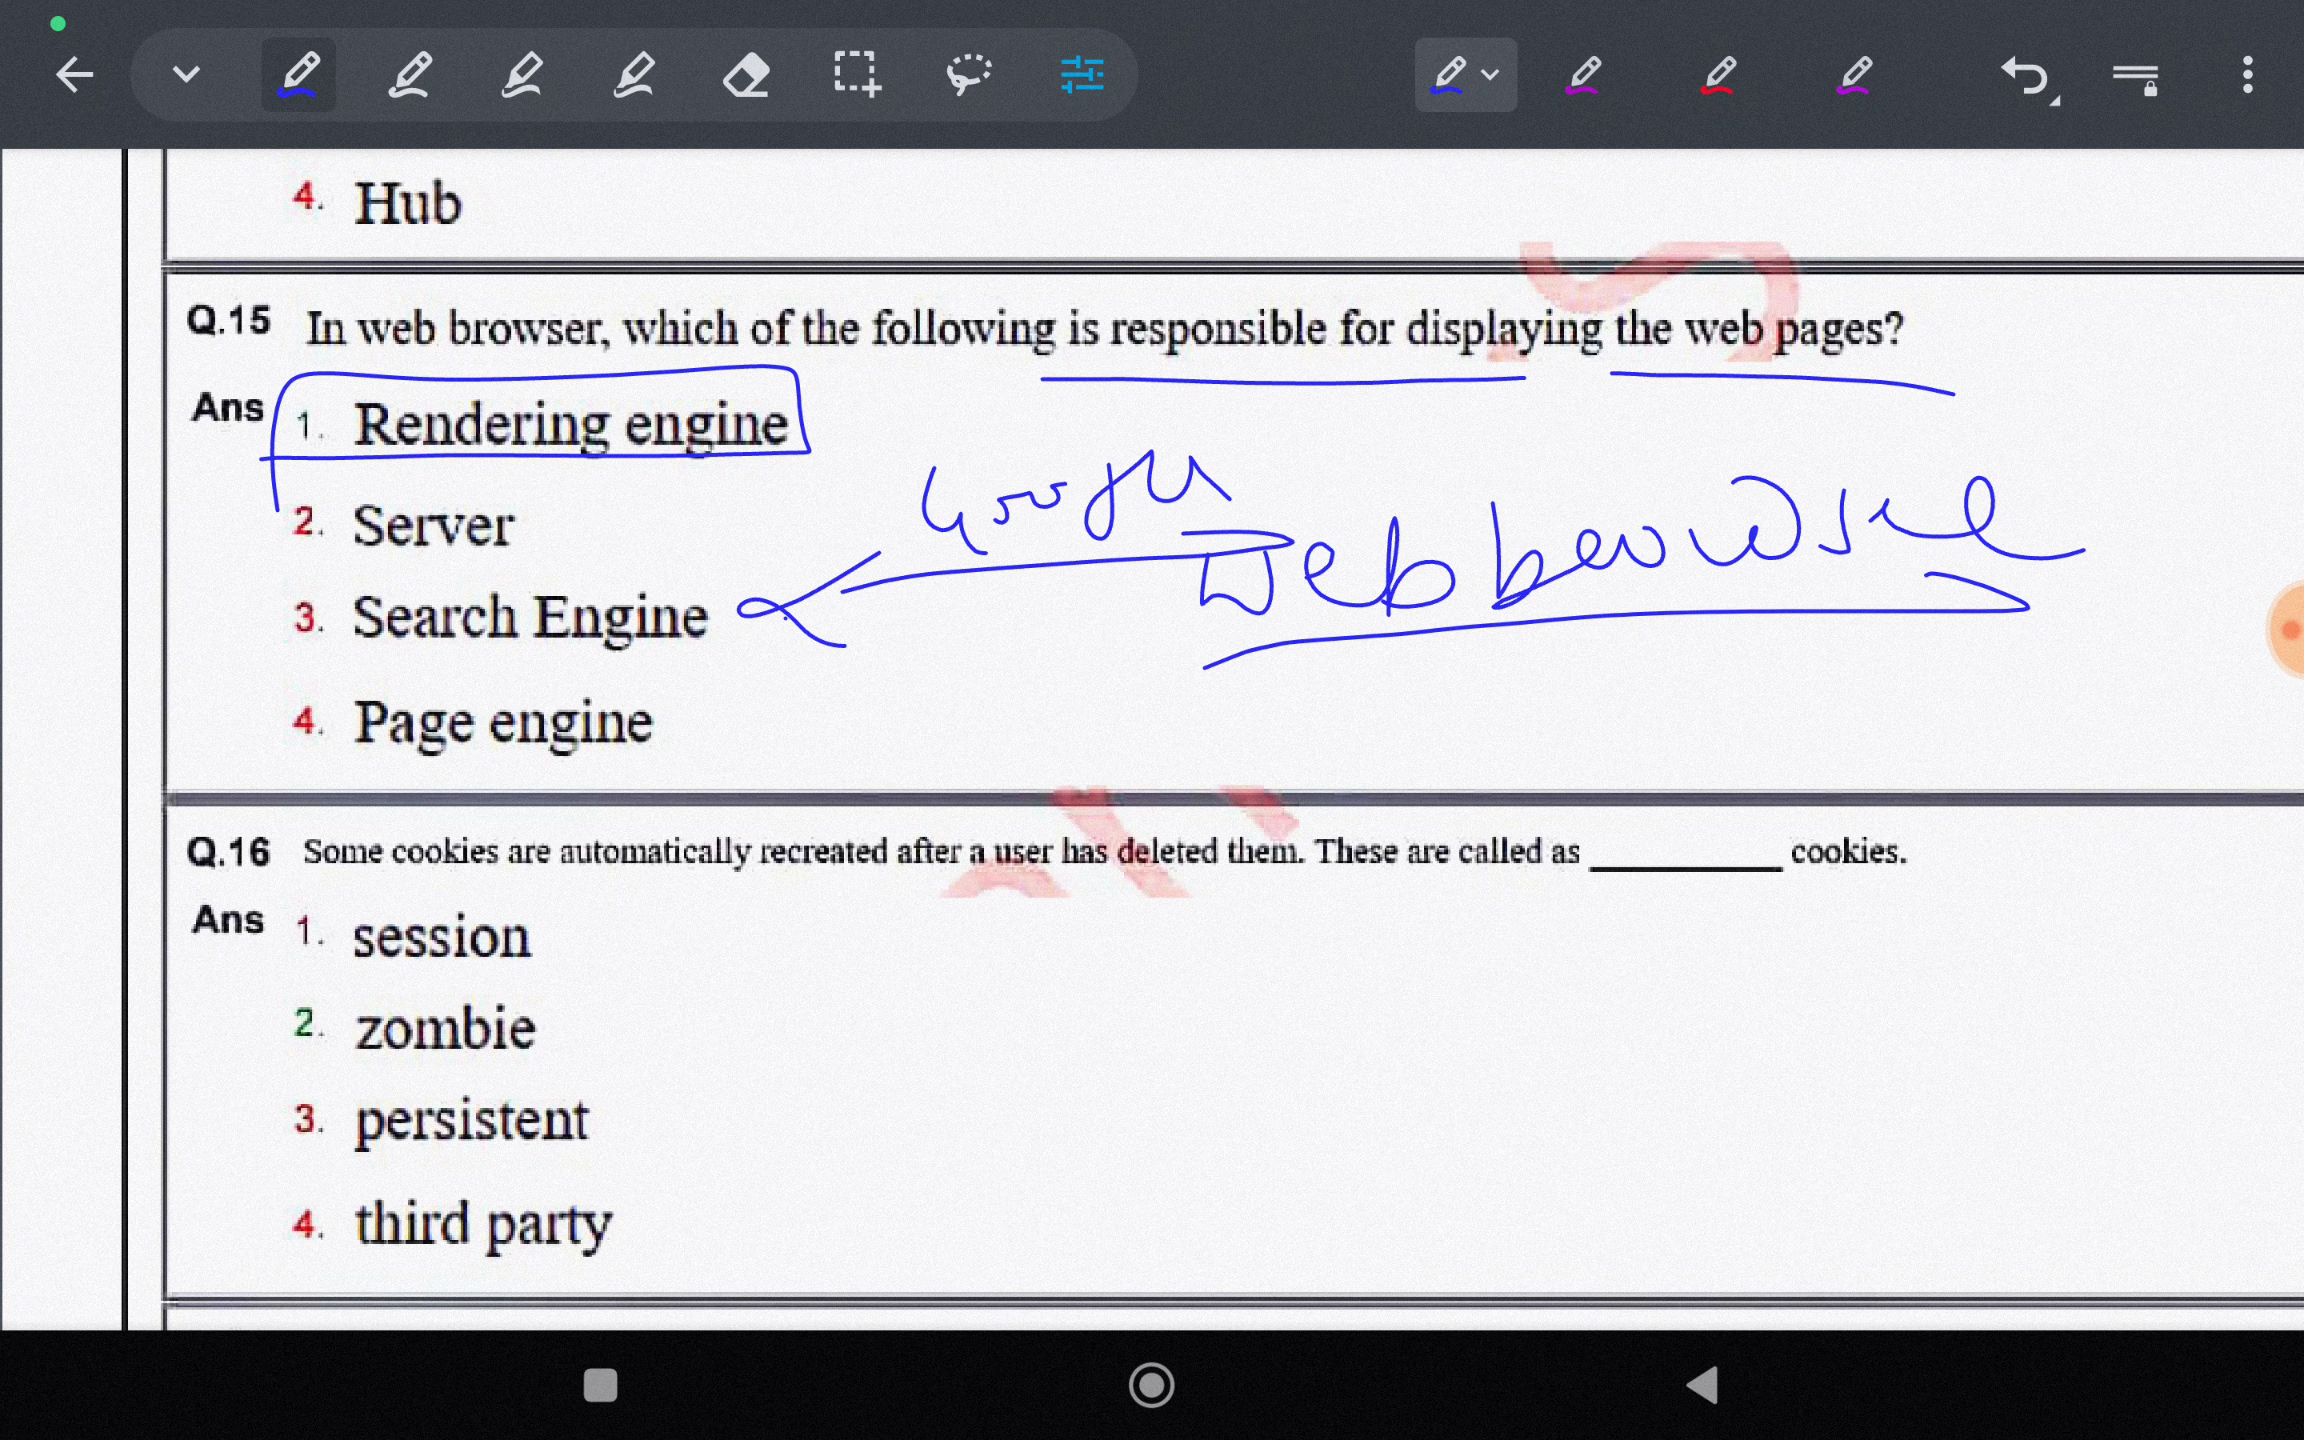 4. Hub
Q.15 In web browser, which of the following is responsible for displaying the web pages?
Ans 1. Rendering engine
2. Server
3. Search Engine
4. Page engine
Google
Web browser
Q.16 Some cookies are automatically recreated after a user has deleted them. These are called as ________ cookies.
Ans 1. session
2. zombie
3. persistent
4. third party